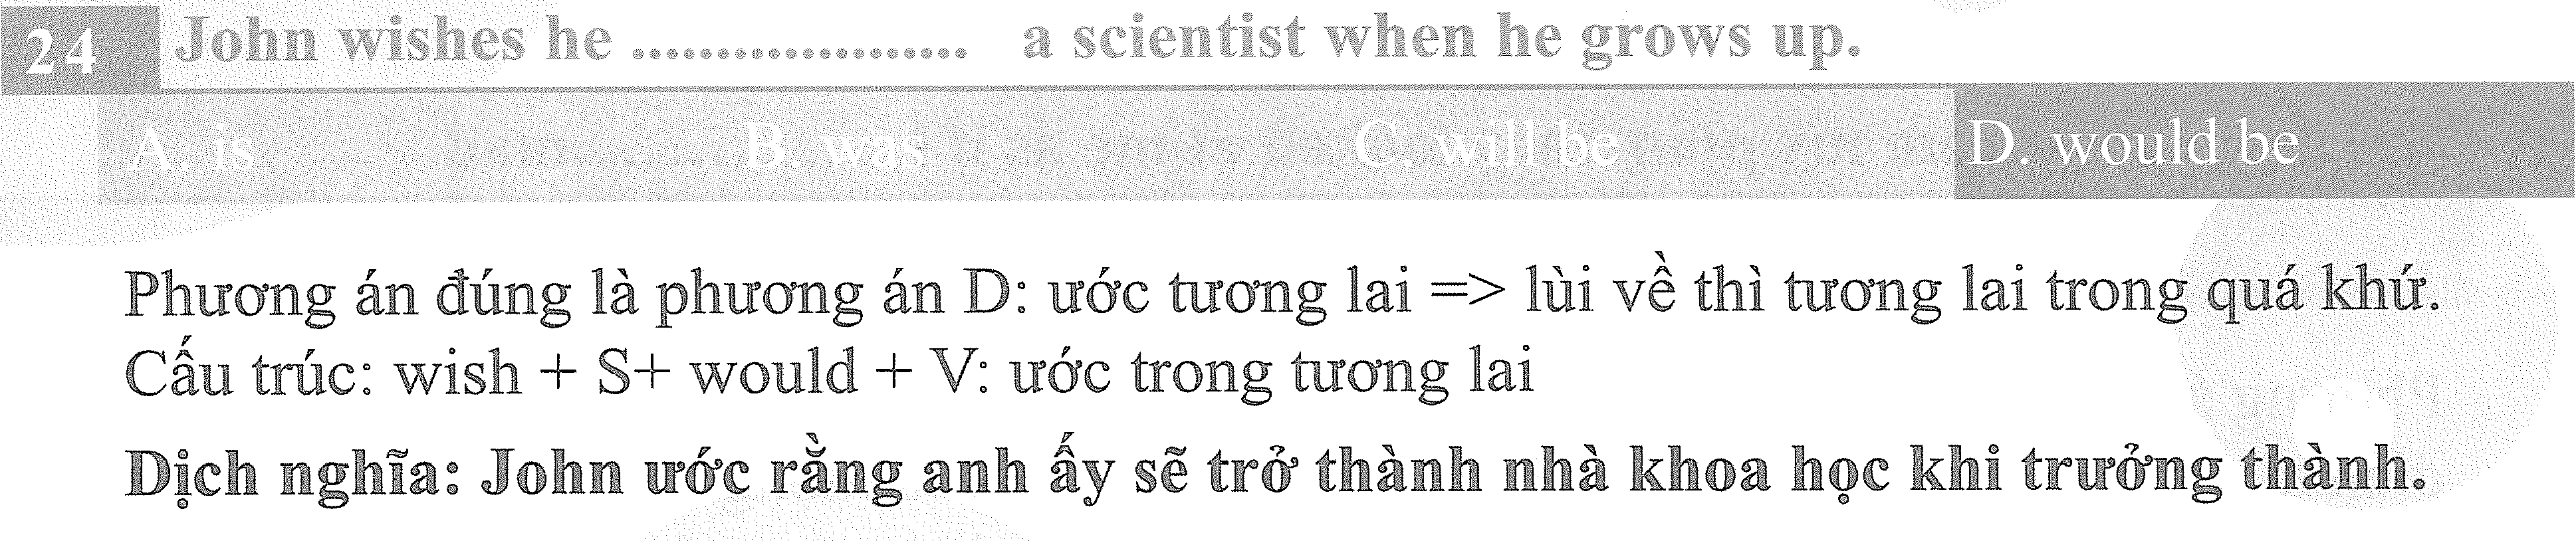 24 John wishes he .................. a scientist when he grows up.
A. is B. was C. will be D. would be
Phương án đúng là phương án D: ước tương lai => lùi về thì tương lai trong quá khứ.
Cấu trúc: wish + S+ would + V: ước trong tương lai
Dịch nghĩa: John ước rằng anh ấy sẽ trở thành nhà khoa học khi trưởng thành.